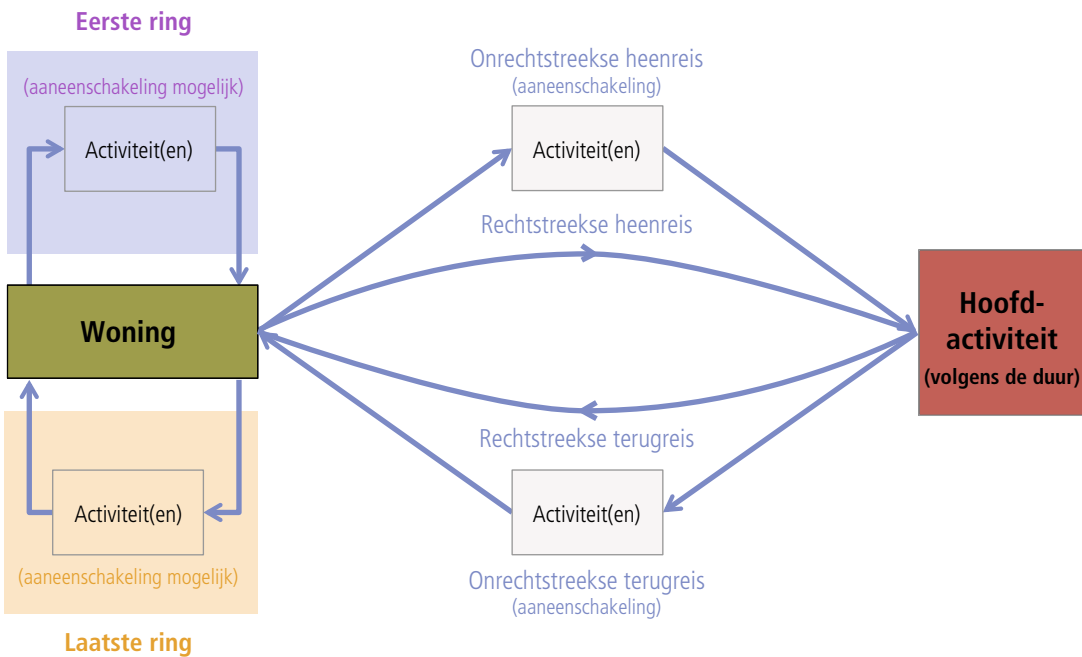 Eerste ring
(aaneenschakeling mogelijk)
Activiteit(en)
Onrechtstreekse heenreis
(aaneenschakeling)
Activiteit(en)
Rechtstreekse heenreis
Woning
Hoofd-
activiteit
(volgens de duur)
Rechtstreekse terugreis
Activiteit(en)
Onrechtstreekse terugreis
(aaneenschakeling)
Activiteit(en)
(aaneenschakeling mogelijk)
Laatste ring